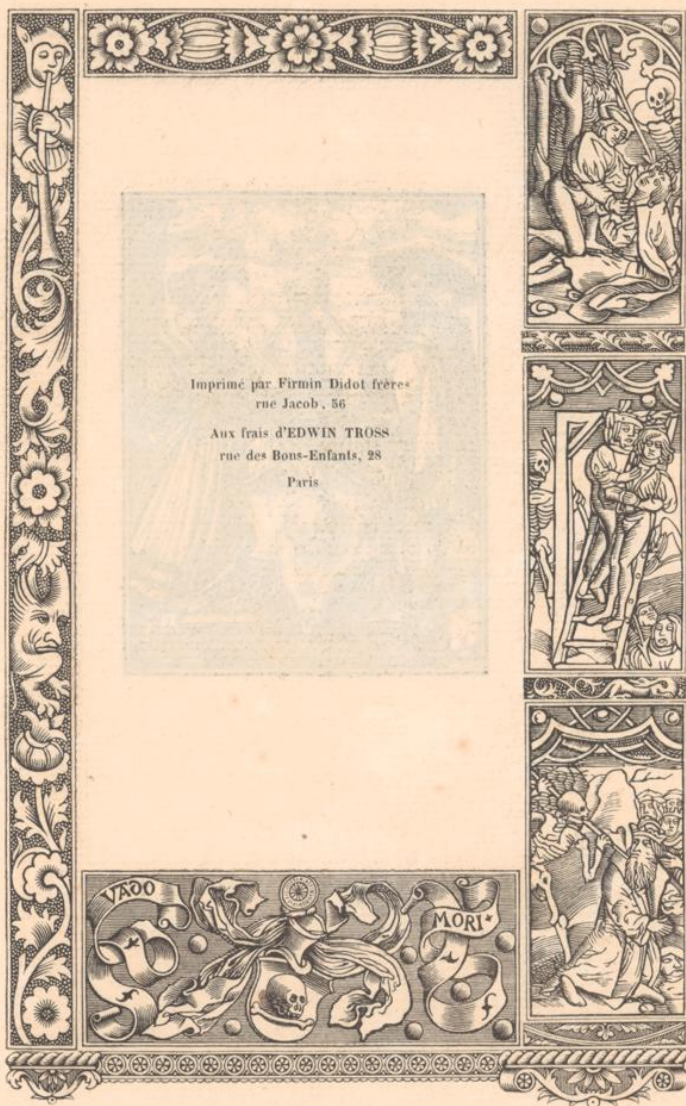 Imprimé par Firmin Didot frères
rue Jacob, 56
Aux frais d'EDWIN TROSS
rue des Bons-Enfants, 28
Paris
VADO
MORI